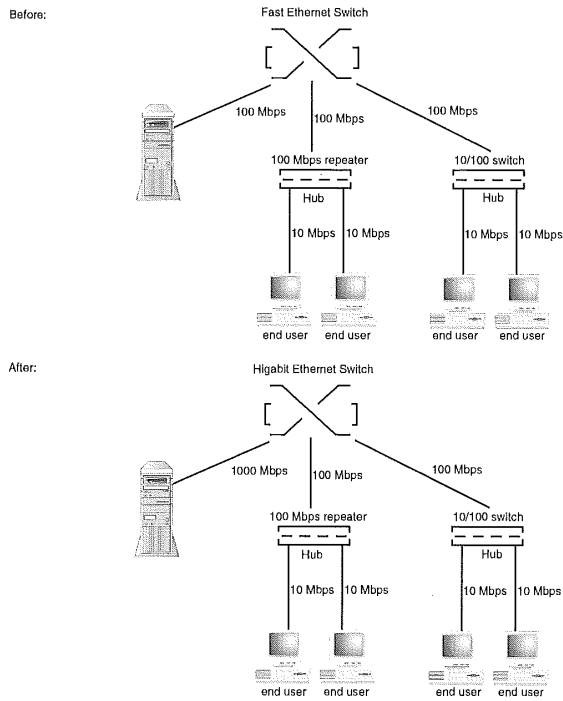 Before:
Fast Ethernet Switch
100 Mbps
100 Mbps
100 Mbps
100 Mbps repeater
10/100 switch
Hub
Hub
10 Mbps
10 Mbps
10 Mbps
10 Mbps
end user
end user
end user
end user
After:
Higabit Ethernet Switch
1000 Mbps
100 Mbps
100 Mbps
100 Mbps repeater
10/100 switch
Hub
Hub
10 Mbps
10 Mbps
10 Mbps
10 Mbps
end user
end user
end user
end user